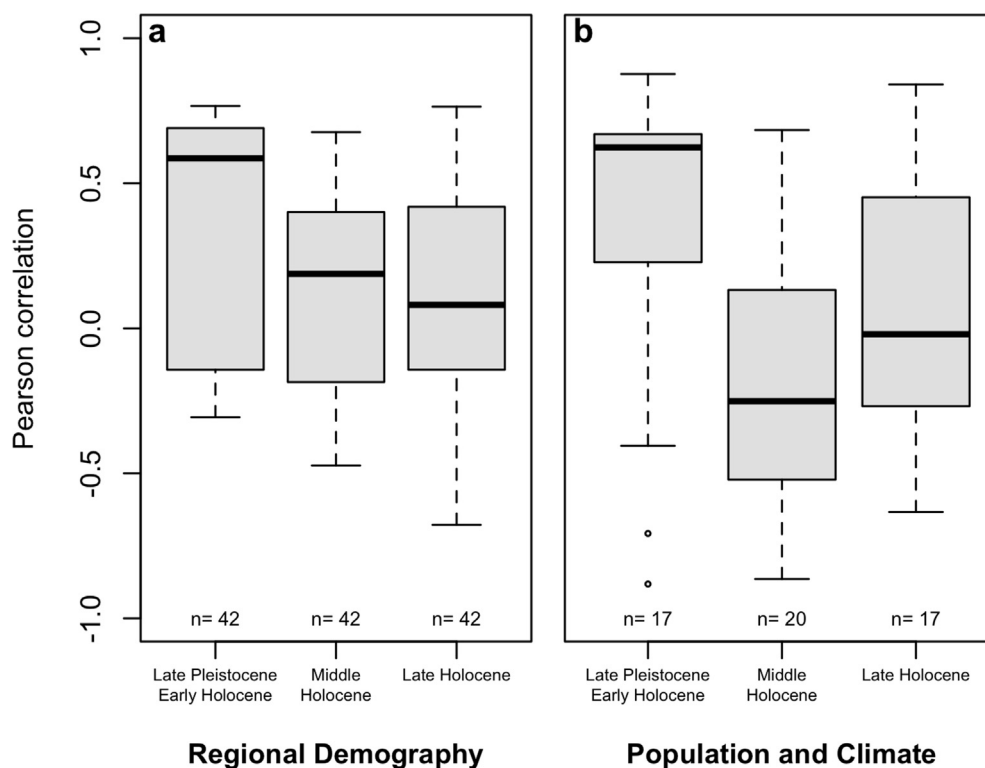 a
b
1.0
0.5
0.0
-0.5
-1.0
Pearson correlation
n= 42
n= 42
n= 42
n= 17
n= 20
n= 17
Late Pleistocene
Early Holocene
Middle
Holocene
Late Holocene
Late Pleistocene
Early Holocene
Middle
Holocene
Late Holocene
Regional Demography
Population and Climate